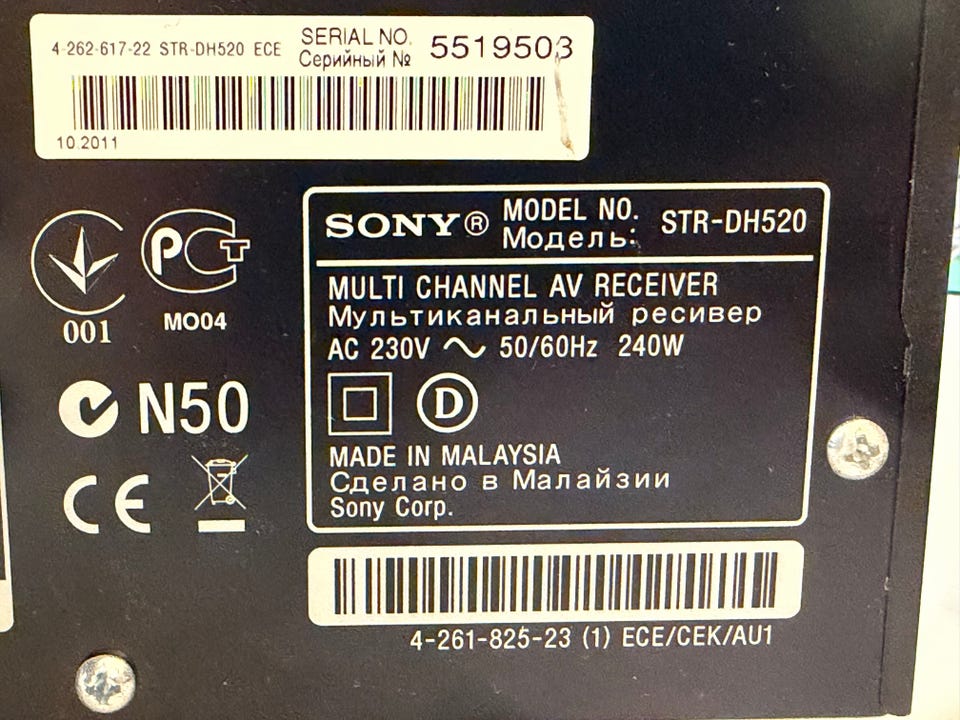 4-262-617-22 STR-DH520 ECE
SERIAL NO.
Серийный №
5519503
10.2011
SONY® MODEL NO.
Модель:
STR-DH520
MULTI CHANNEL AV RECEIVER
Мультиканальный ресивер
AC 230V ~ 50/60Hz 240W
D
MADE IN MALAYSIA
Сделано в Малайзии
Sony Corp.
001
PCT
MO04
N50
CE
4-261-825-23 (1) ECE/CEK/AU1